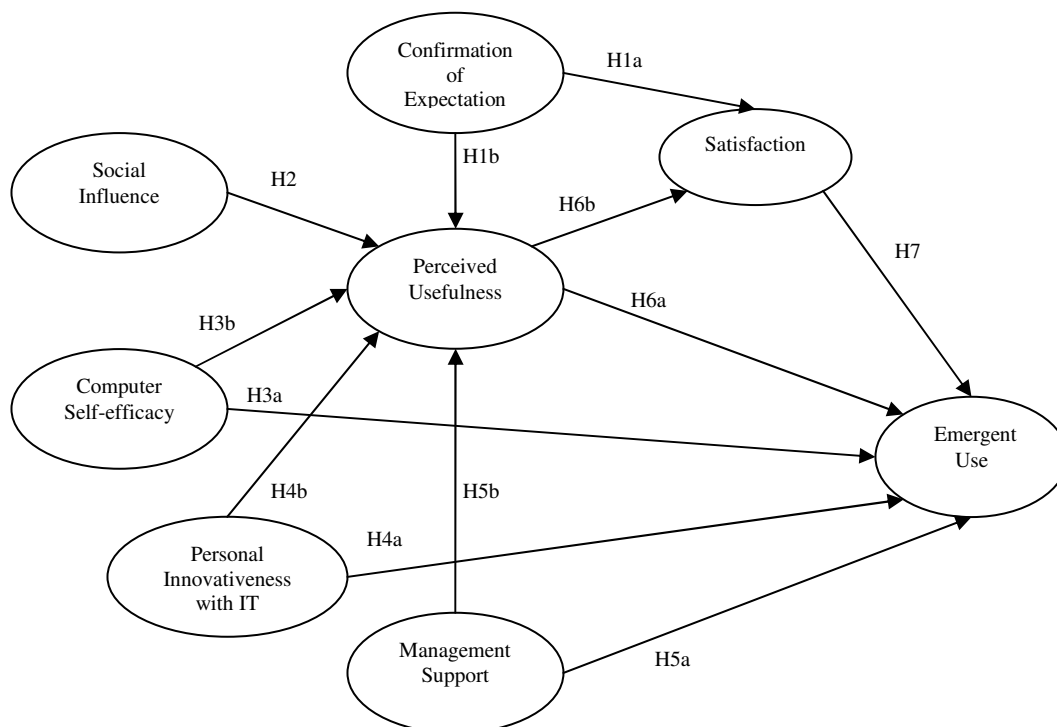 Confirmation
of
Expectation
H1a
Satisfaction
H1b
Social
Influence
H2
H6b
H7
Perceived
Usefulness
H6a
H3b
Computer
Self-efficacy
H3a
Emergent
Use
H4b
H5b
H4a
Personal
Innovativeness
with IT
Management
Support
H5a